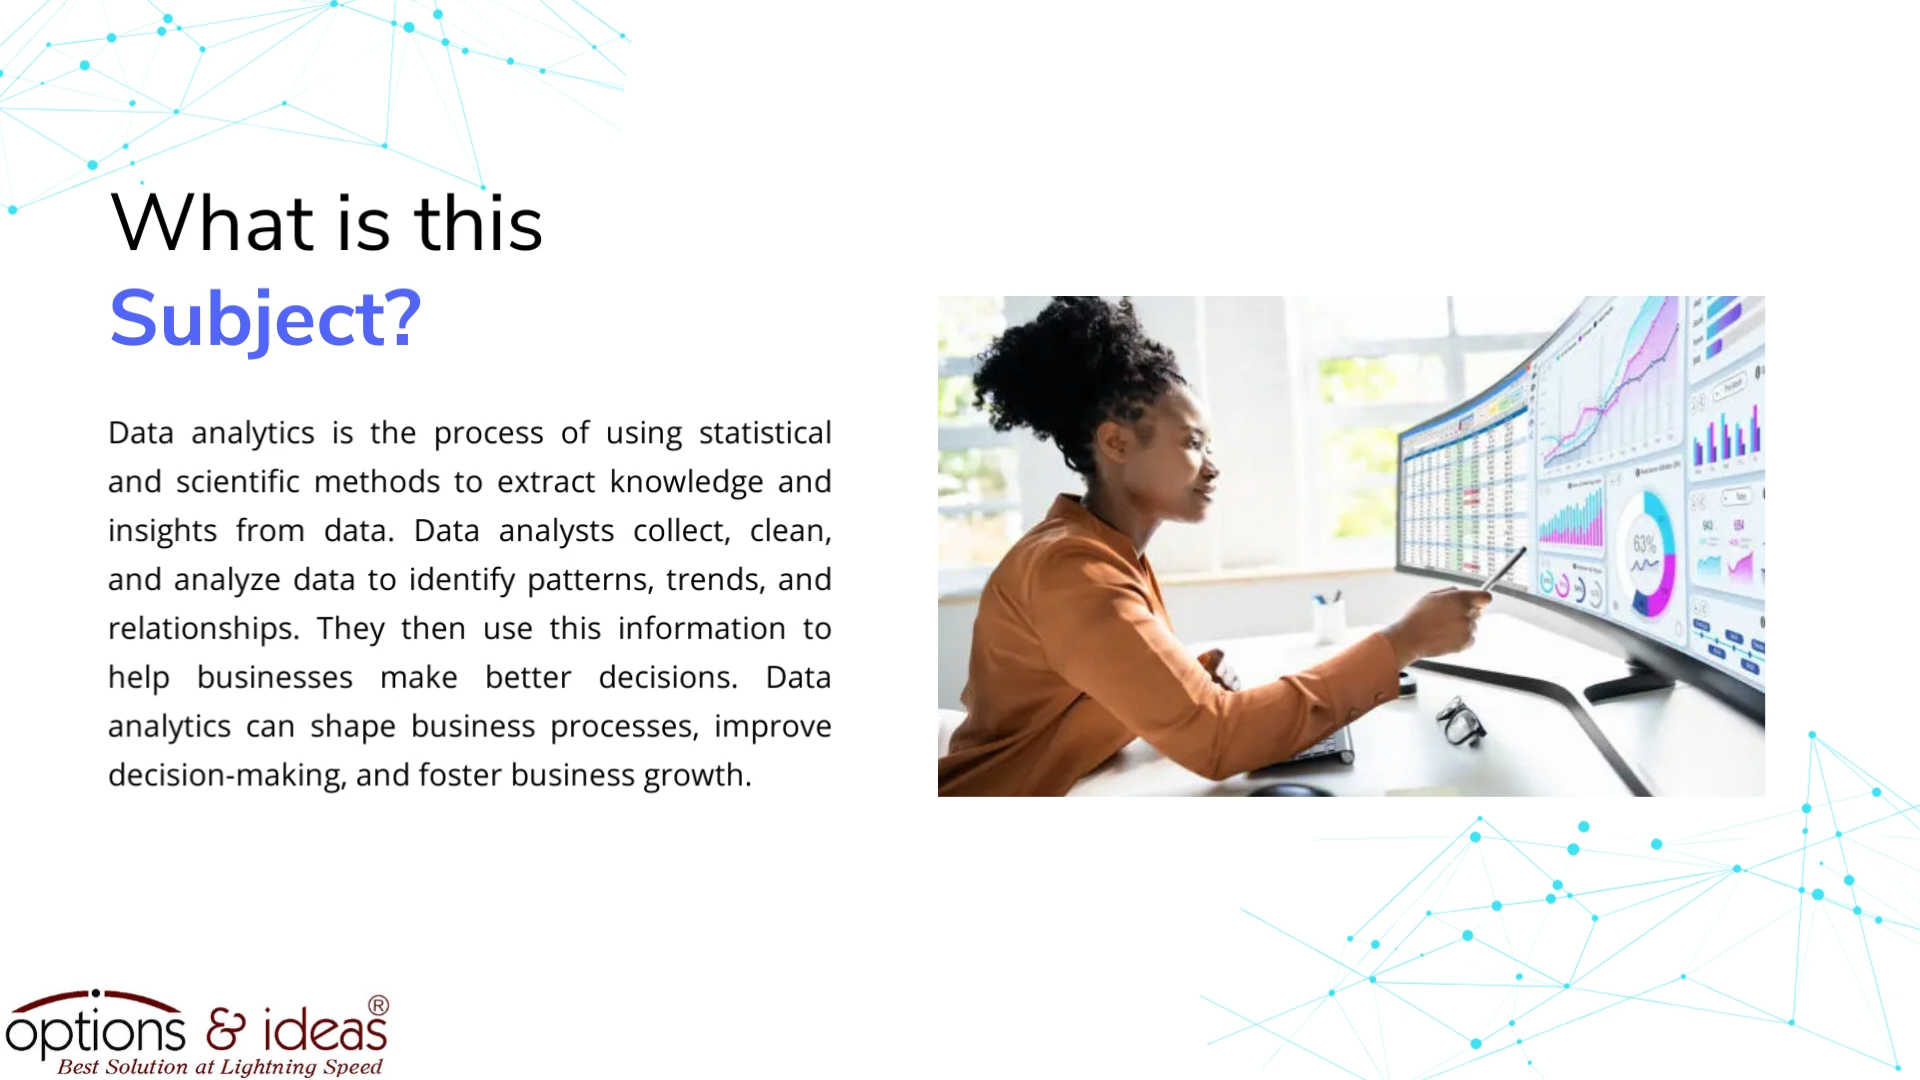 What is this
Subject?
Data analytics is the process of using statistical
and scientific methods to extract knowledge and
insights from data. Data analysts collect, clean,
and analyze data to identify patterns, trends, and
relationships. They then use this information to
help businesses make better decisions. Data
analytics can shape business processes, improve
decision-making, and foster business growth.
63%
options & ideas®
Best Solution at Lightning Speed